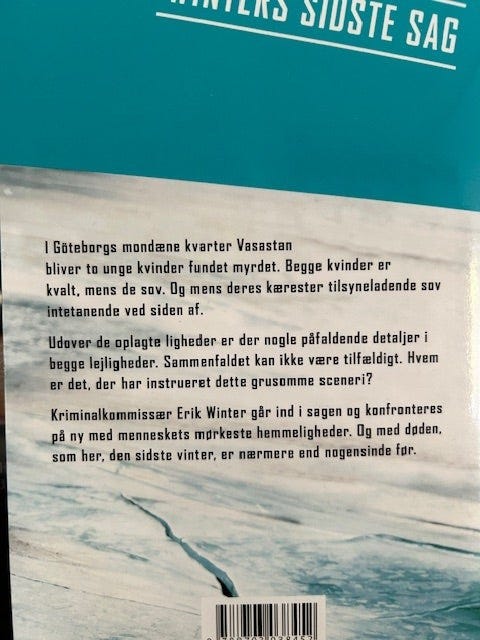 WINTERS SIDSTE SAG
I Göteborgs mondæne kvarter Vasastan
bliver to unge kvinder fundet myrdet. Begge kvinder er
kvalt, mens de sov. Og mens deres kærester tilsyneladende sov
intetanende ved siden af.
Udover de oplagte ligheder er der nogle påfaldende detaljer i
begge lejligheder. Sammenfaldet kan ikke være tilfældigt. Hvem
er det, der har instrueret dette grusomme sceneri?
Kriminalkommissær Erik Winter går ind i sagen og konfronteres
på ny med menneskets mørkeste hemmeligheder. Og med døden,
som her, den sidste vinter, er nærmere end nogensinde før.